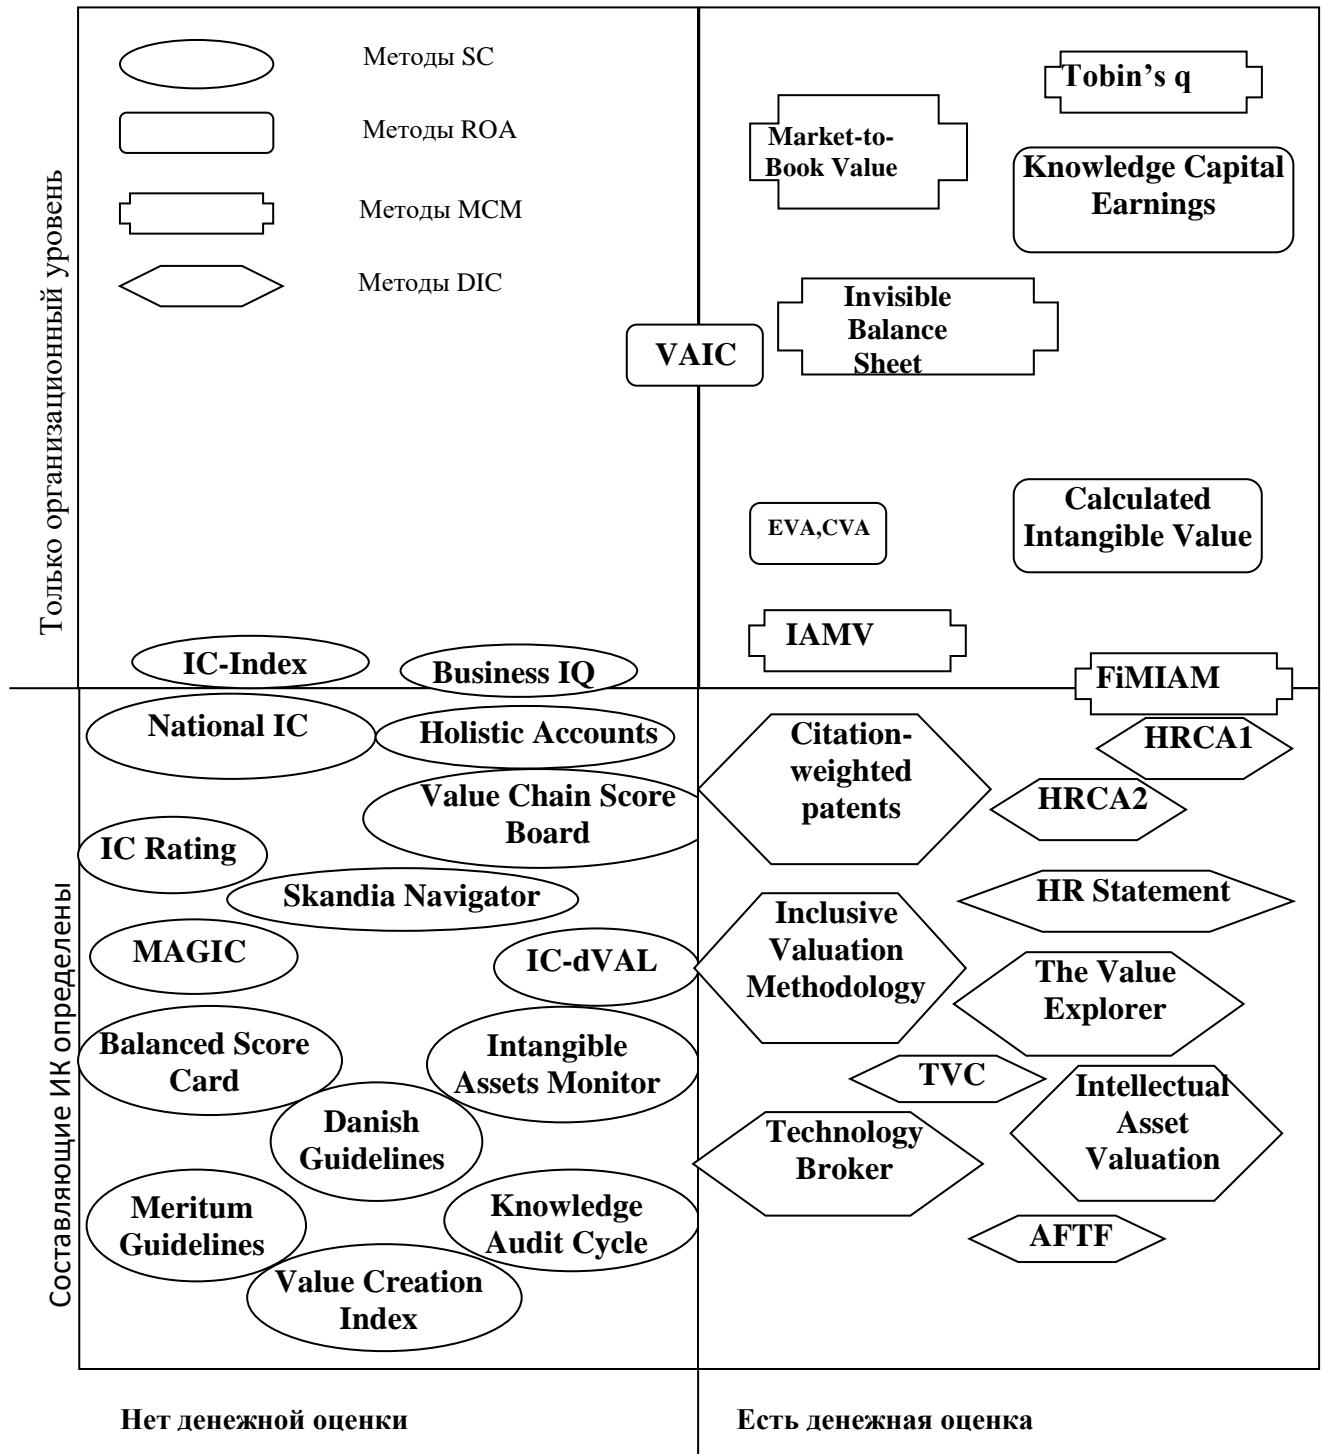 Только организационный уровень
Методы SC
Методы ROA
Методы MCM
Методы DIC
Tobin’s q
Market-to-
Book Value
Knowledge Capital
Earnings
Invisible
Balance
Sheet
VAIC
EVA,CVA
Calculated
Intangible Value
IAMV
FiMIAM
IC-Index
Business IQ
Составляющие ИК определены
National IC
Holistic Accounts
Value Chain Score
Board
IC Rating
Skandia Navigator
MAGIC
IC-dVAL
Balanced Score
Card
Intangible
Assets Monitor
Danish
Guidelines
Meritum
Guidelines
Knowledge
Audit Cycle
Value Creation
Index
Citation-
weighted
patents
HRCA1
HRCA2
HR Statement
Inclusive
Valuation
Methodology
The Value
Explorer
TVC
Intellectual
Asset
Valuation
Technology
Broker
AFTF
Нет денежной оценки
Есть денежная оценка